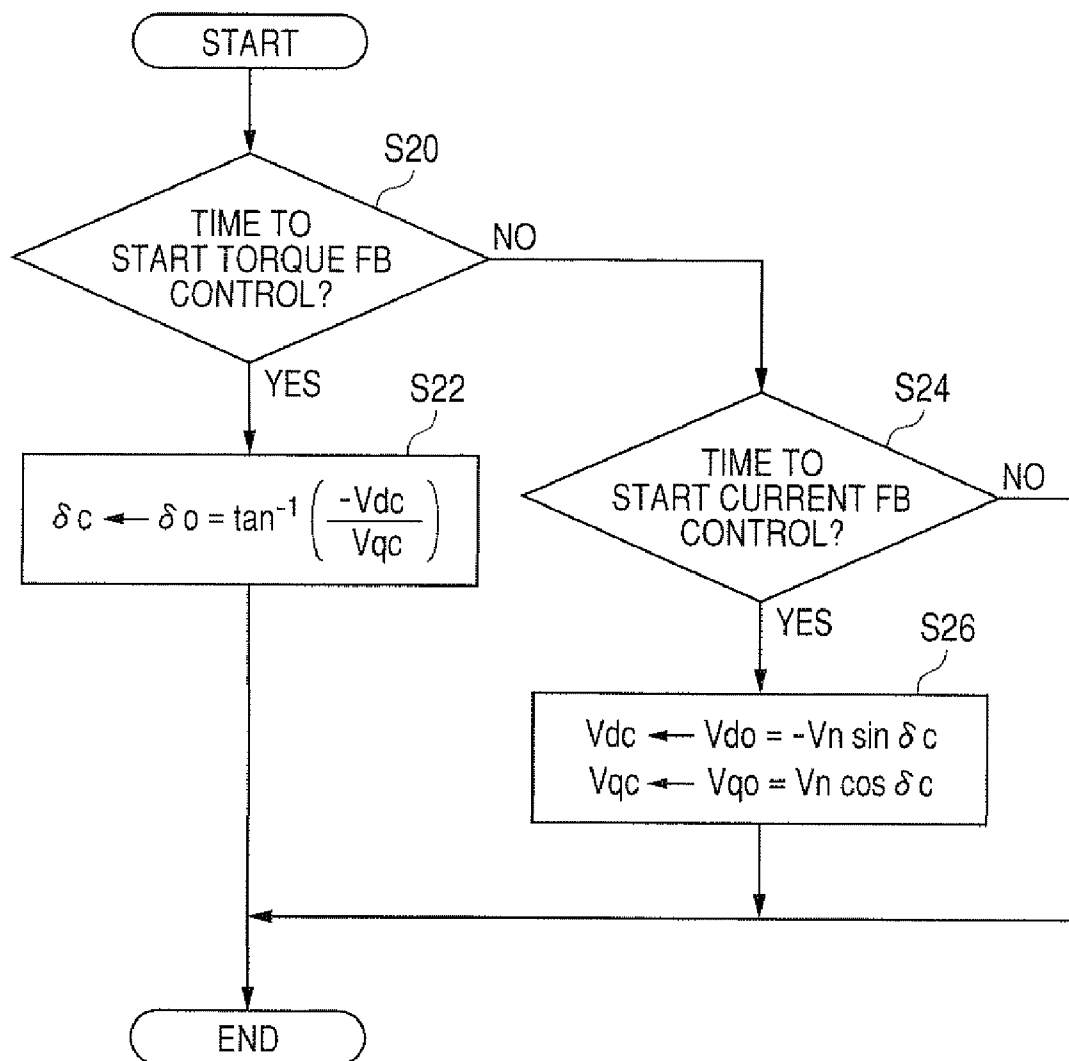 START
S20
TIME TO
START TORQUE FB
CONTROL?
NO
YES
S22
δc ← δo = tan⁻¹ (-Vdc / Vqc)
S24
TIME TO
START CURRENT FB
CONTROL?
NO
YES
S26
Vdc ← Vdo = -Vn sin δc
Vqc ← Vqo = Vn cos δc
END